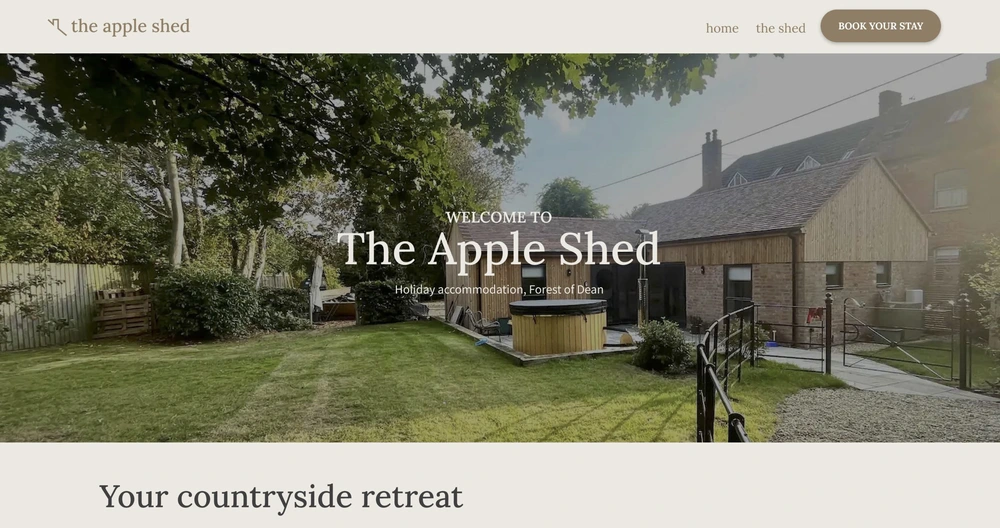 the apple shed
home
the shed
BOOK YOUR STAY
WELCOME TO
The Apple Shed
Holiday accommodation, Forest of Dean
Your countryside retreat